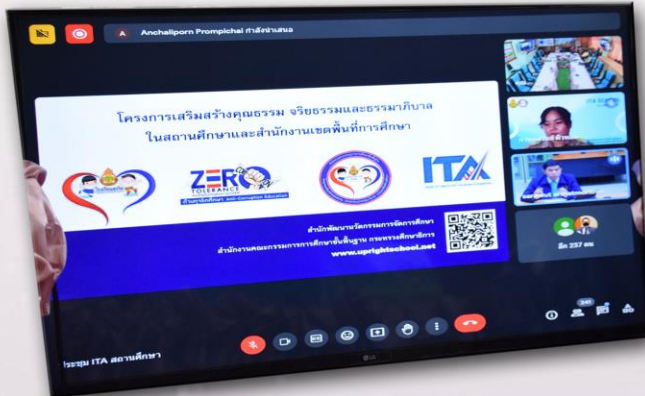 A Anchaliporn Prompichai กำลังนำเสนอ
โครงการเสริมสร้างคุณธรรม จริยธรรมและธรรมาภิบาล
ในสถานศึกษาและสำนักงานเขตพื้นที่การศึกษา
ZERO
TOLERANCE
ITA
สำนักพัฒนานวัตกรรมการจัดการศึกษา
สำนักงานคณะกรรมการการศึกษาขั้นพื้นฐาน กระทรวงศึกษาธิการ
www.uprightschool.net
อีก 237 คน
241
ประชุม ITA สถานศึกษา
LG